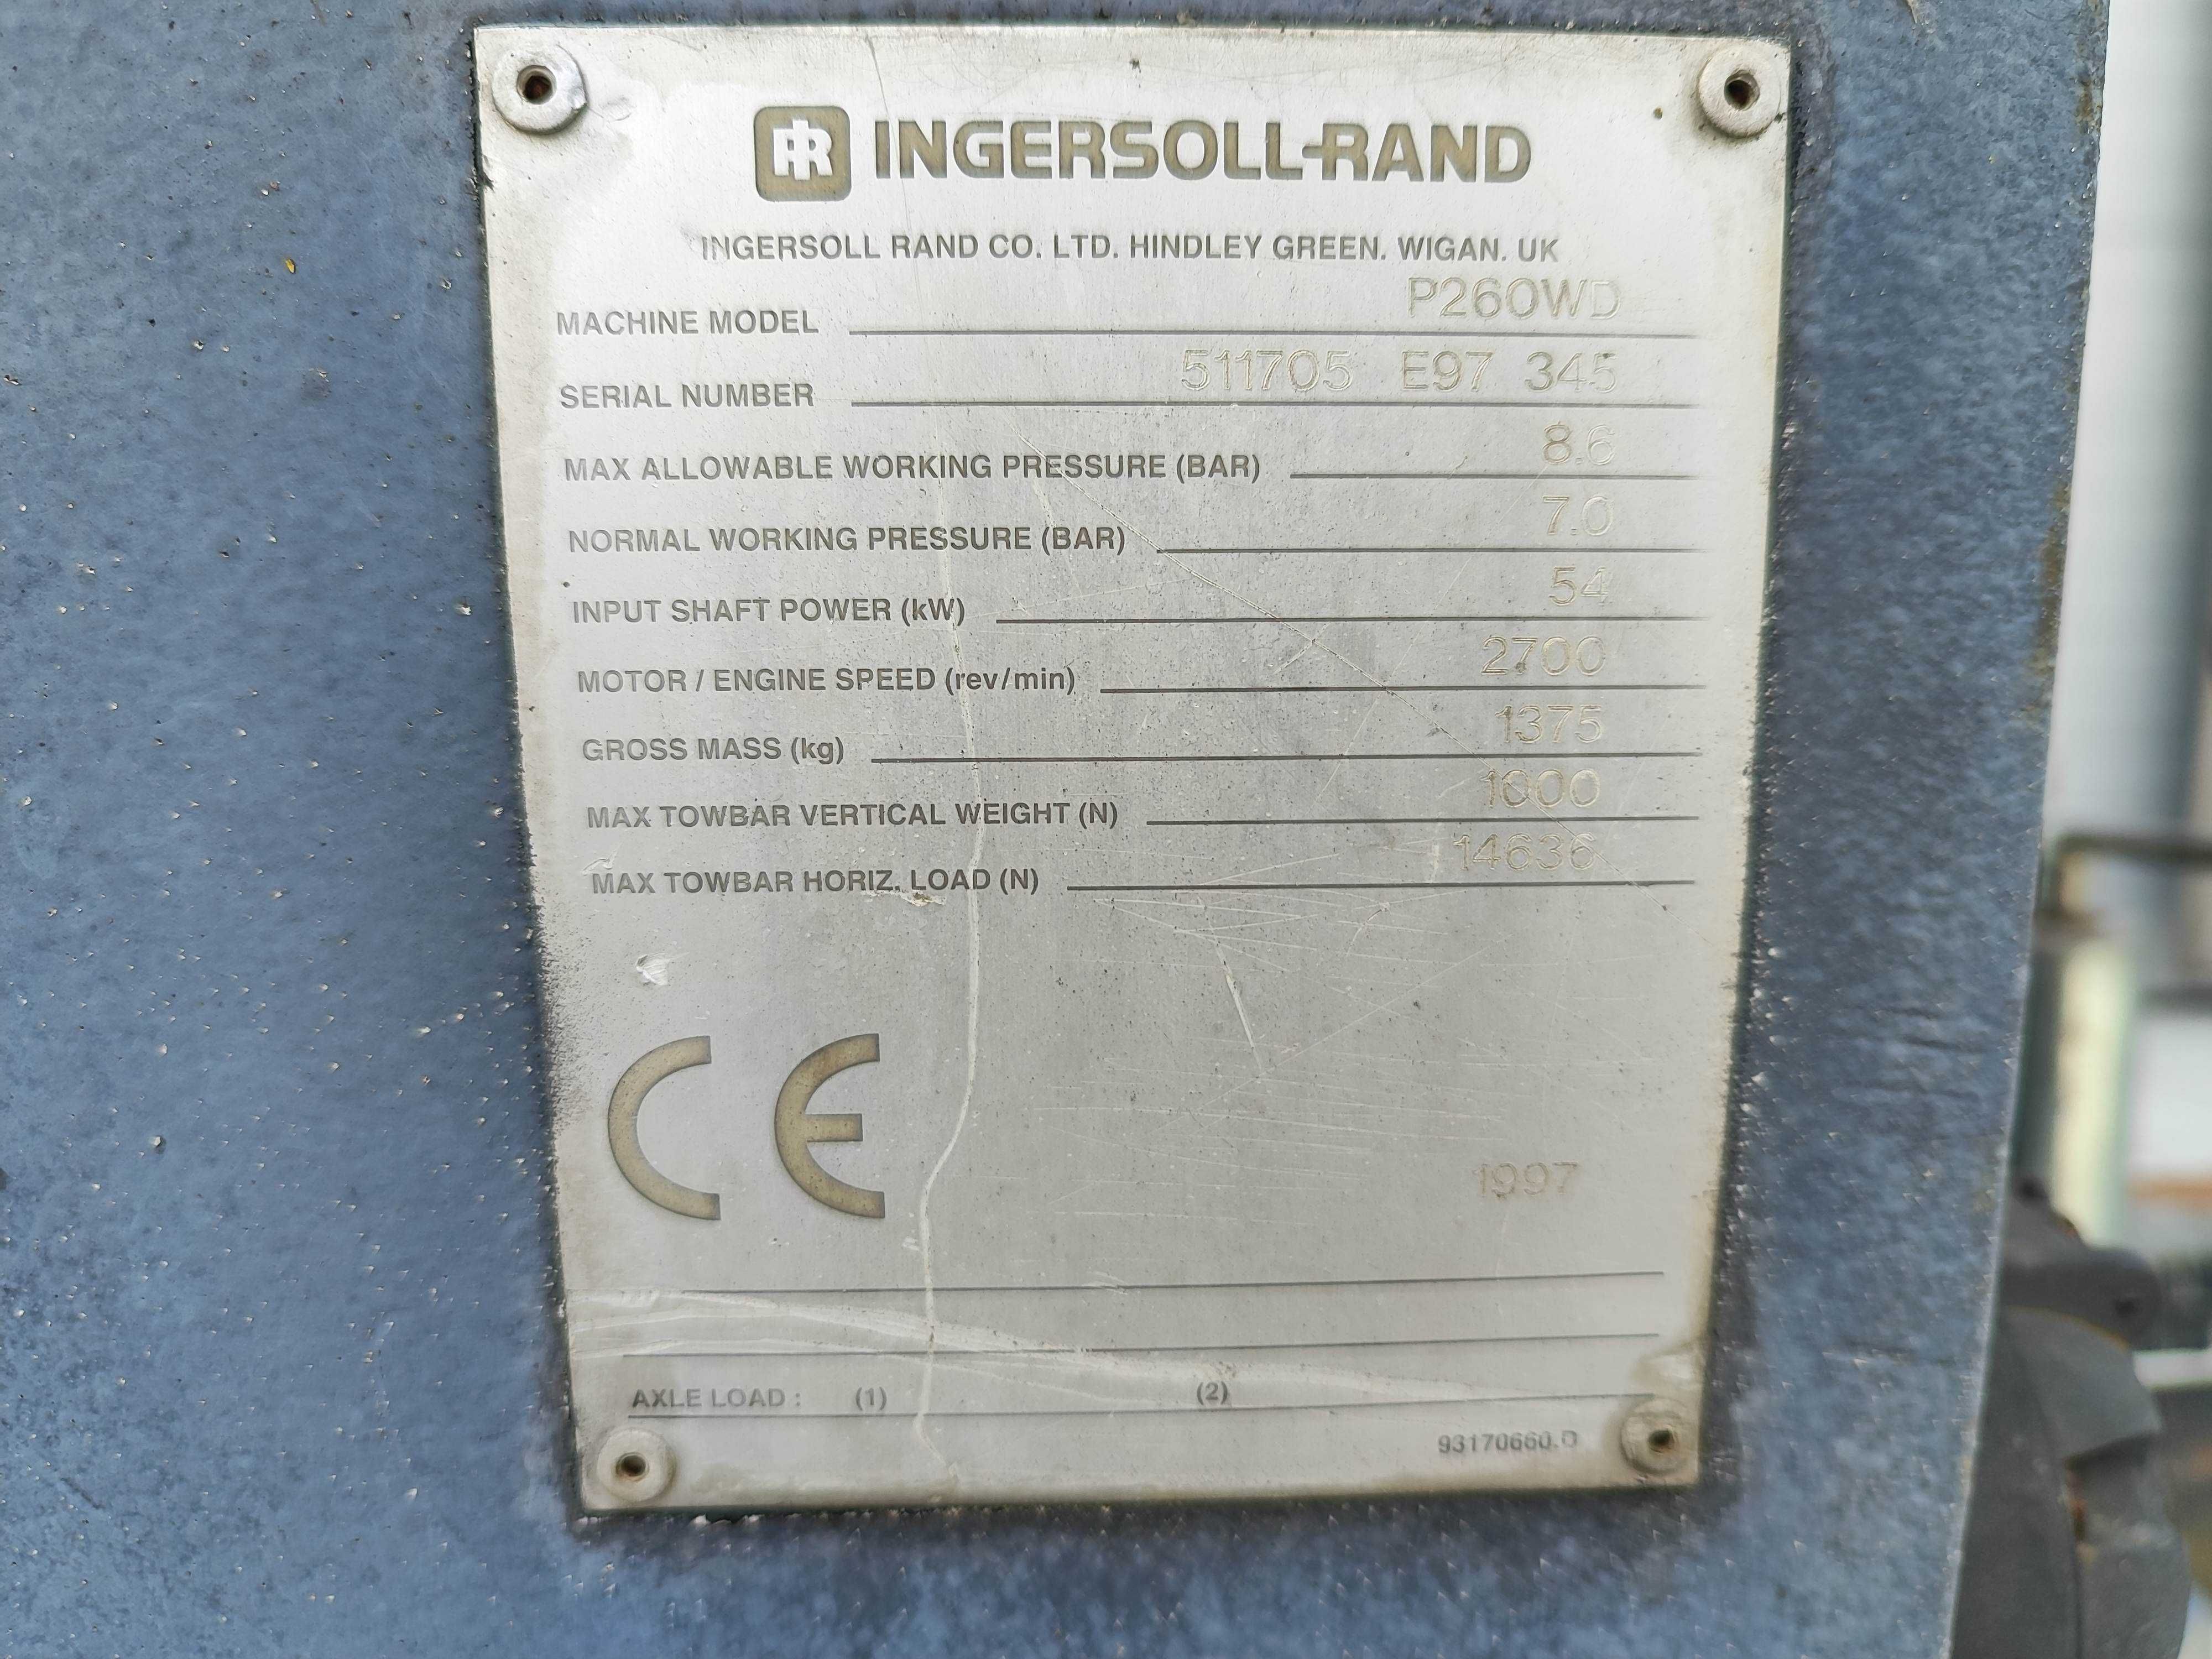 IR INGERSOLL-RAND
INGERSOLL RAND CO. LTD. HINDLEY GREEN. WIGAN. UK
MACHINE MODEL P260WD
SERIAL NUMBER 511705 E97 345
MAX ALLOWABLE WORKING PRESSURE (BAR) 8.6
NORMAL WORKING PRESSURE (BAR) 7.0
INPUT SHAFT POWER (kW) 54
MOTOR / ENGINE SPEED (rev/min) 2700
GROSS MASS (kg) 1375
MAX TOWBAR VERTICAL WEIGHT (N) 1000
MAX TOWBAR HORIZ. LOAD (N) 14636
CE
1997
AXLE LOAD : (1) (2)
93170660.D